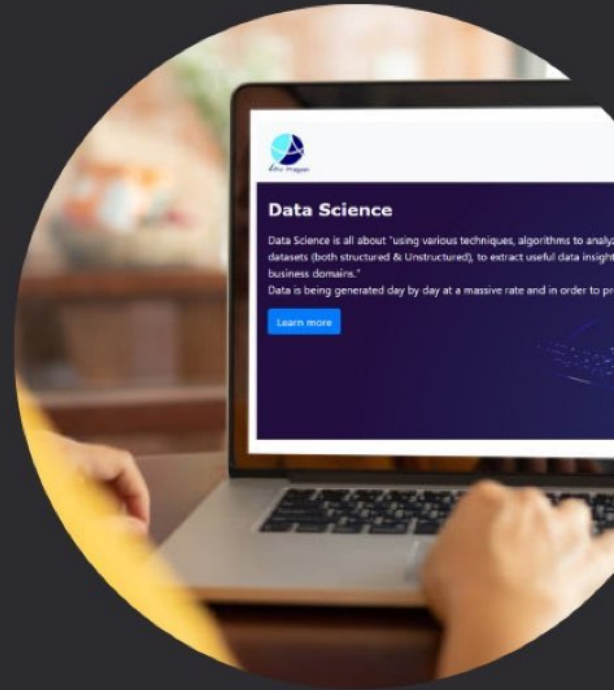 Data Science
Data Science is all about "using various techniques, algorithms to analyz
datasets (both structured & Unstructured), to extract useful data insight
business domains."
Data is being generated day by day at a massive rate and in order to pr
Learn more